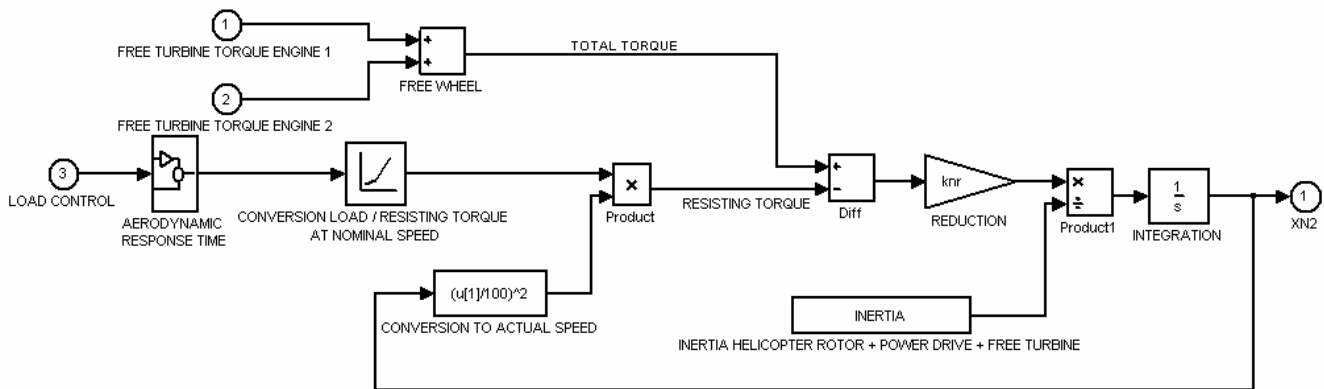 1
FREE TURBINE TORQUE ENGINE 1
+
+
FREE WHEEL
TOTAL TORQUE
2
FREE TURBINE TORQUE ENGINE 2
3
LOAD CONTROL
AERODYNAMIC
RESPONSE TIME
CONVERSION LOAD / RESISTING TORQUE
AT NOMINAL SPEED
×
Product
RESISTING TORQUE
+
-
Diff
knr
REDUCTION
×
÷
Product1
1
s
INTEGRATION
1
XN2
(u[1]/100)^2
CONVERSION TO ACTUAL SPEED
INERTIA
INERTIA HELICOPTER ROTOR + POWER DRIVE + FREE TURBINE